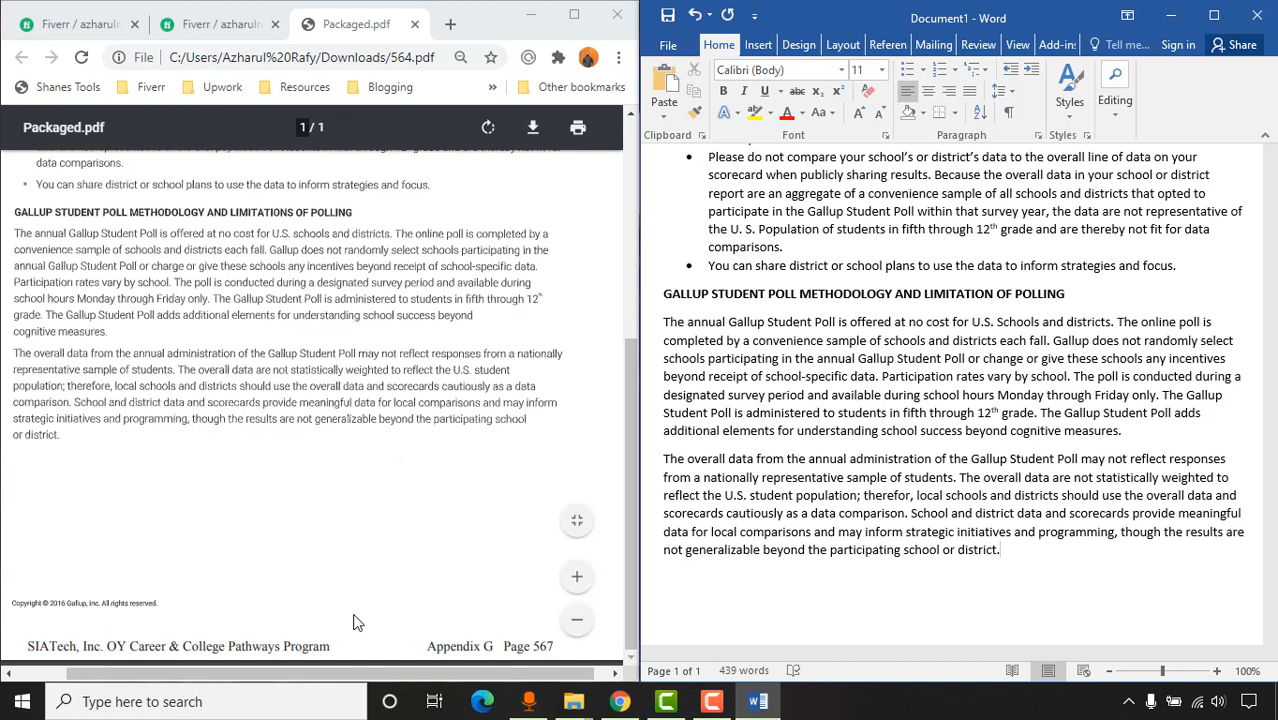 Fiverr / azharulra
Fiverr / azharulra
Packaged.pdf
File
C:/Users/Azharul%20Rafy/Downloads/564.pdf
Shanes Tools
Fiverr
Up work
Resources
Blogging
»
Other bookmarks
Packaged.pdf
1 / 1
data comparisons.
• You can share district or school plans to use the data to inform strategies and focus.
GALLUP STUDENT POLL METHODOLOGY AND LIMITATIONS OF POLLING
The annual Gallup Student Poll is offered at no cost for U.S. schools and districts. The online poll is completed by a
convenience sample of schools and districts each fall. Gallup does not randomly select schools participating in the
annual Gallup Student Poll or charge or give these schools any incentives beyond receipt of school-specific data.
Participation rates vary by school. The poll is conducted during a designated survey period and available during
school hours Monday through Friday only. The Gallup Student Poll is administered to students in fifth through 12th
grade. The Gallup Student Poll adds additional elements for understanding school success beyond
cognitive measures.
The overall data from the annual administration of the Gallup Student Poll may not reflect responses from a nationally
representative sample of students. The overall data are not statistically weighted to reflect the U.S. student
population; therefore, local schools and districts should use the overall data and scorecards cautiously as a data
comparison. School and district data and scorecards provide meaningful data for local comparisons and may inform
strategic initiatives and programming, though the results are not generalizable beyond the participating school
or district.
Copyright © 2016 Gallup, Inc. All rights reserved.
SIATech, Inc. OY Career & College Pathways Program Appendix G Page 567
Document1 - Word
File Home Insert Design Layout Referen Mailing Review View Add-in: Tell me... Sign in Share
Paste
Calibri (Body) 11
B I U abc x₂ x²
A Aa A A
Styles
Editing
Clipboard Font Paragraph Styles
• Please do not compare your school's or district's data to the overall line of data on your
scorecard when publicly sharing results. Because the overall data in your school or district
report are an aggregate of a convenience sample of all schools and districts that opted to
participate in the Gallup Student Poll within that survey year, the data are not representative of
the U. S. Population of students in fifth through 12th grade and are thereby not fit for data
comparisons.
• You can share district or school plans to use the data to inform strategies and focus.
GALLUP STUDENT POLL METHODOLOGY AND LIMITATION OF POLLING
The annual Gallup Student Poll is offered at no cost for U.S. Schools and districts. The online poll is
completed by a convenience sample of schools and districts each fall. Gallup does not randomly select
schools participating in the annual Gallup Student Poll or change or give these schools any incentives
beyond receipt of school-specific data. Participation rates vary by school. The poll is conducted during a
designated survey period and available during school hours Monday through Friday only. The Gallup
Student Poll is administered to students in fifth through 12th grade. The Gallup Student Poll adds
additional elements for understanding school success beyond cognitive measures.
The overall data from the annual administration of the Gallup Student Poll may not reflect responses
from a nationally representative sample of students. The overall data are not statistically weighted to
reflect the U.S. student population; therefor, local schools and districts should use the overall data and
scorecards cautiously as a data comparison. School and district data and scorecards provide meaningful
data for local comparisons and may inform strategic initiatives and programming, though the results are
not generalizable beyond the participating school or district.
Page 1 of 1 439 words 100%
Type here to search